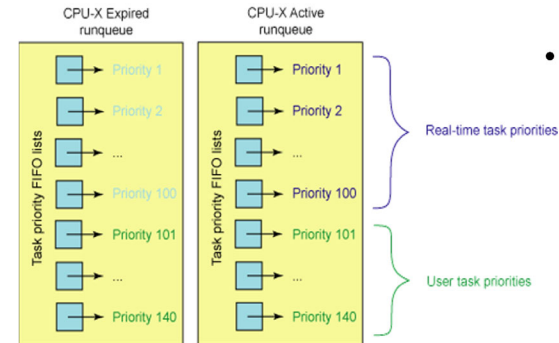 CPU-X Expired
runqueue
CPU-X Active
runqueue
Task priority FIFO lists
Priority 1
Priority 2
...
Priority 100
Priority 101
...
Priority 140
Task priority FIFO lists
Priority 1
Priority 2
...
Priority 100
Priority 101
...
Priority 140
Real-time task priorities
User task priorities
•